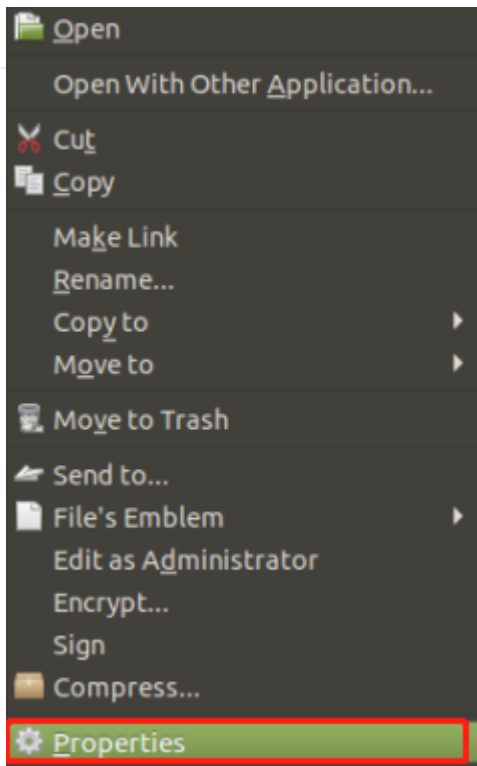 Open
Open With Other Application...
Cut
Copy
Make Link
Rename...
Copy to
Move to
Move to Trash
Send to...
File's Emblem
Edit as Administrator
Encrypt...
Sign
Compress...
Properties